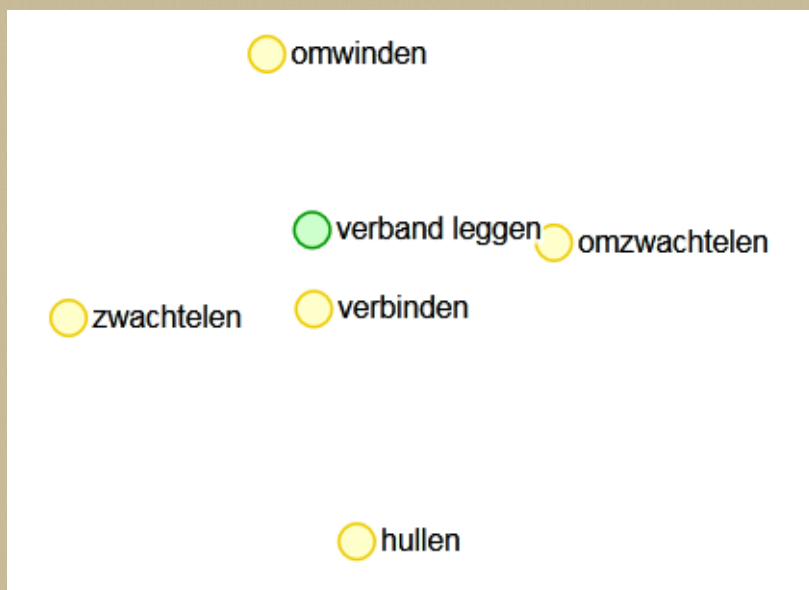 omwinden
verband leggen
omzwachtelen
verbinden
zwachtelen
hullen